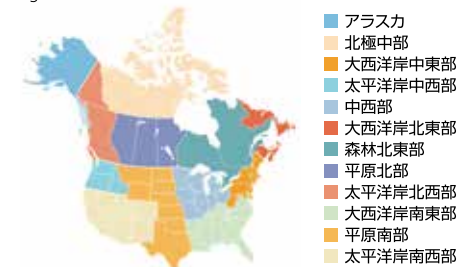 アラスカ
北極中部
大西洋岸中東部
太平洋岸中西部
中西部
大西洋岸北東部
森林北東部
平原北部
太平洋岸北西部
大西洋岸南東部
平原南部
太平洋岸南西部